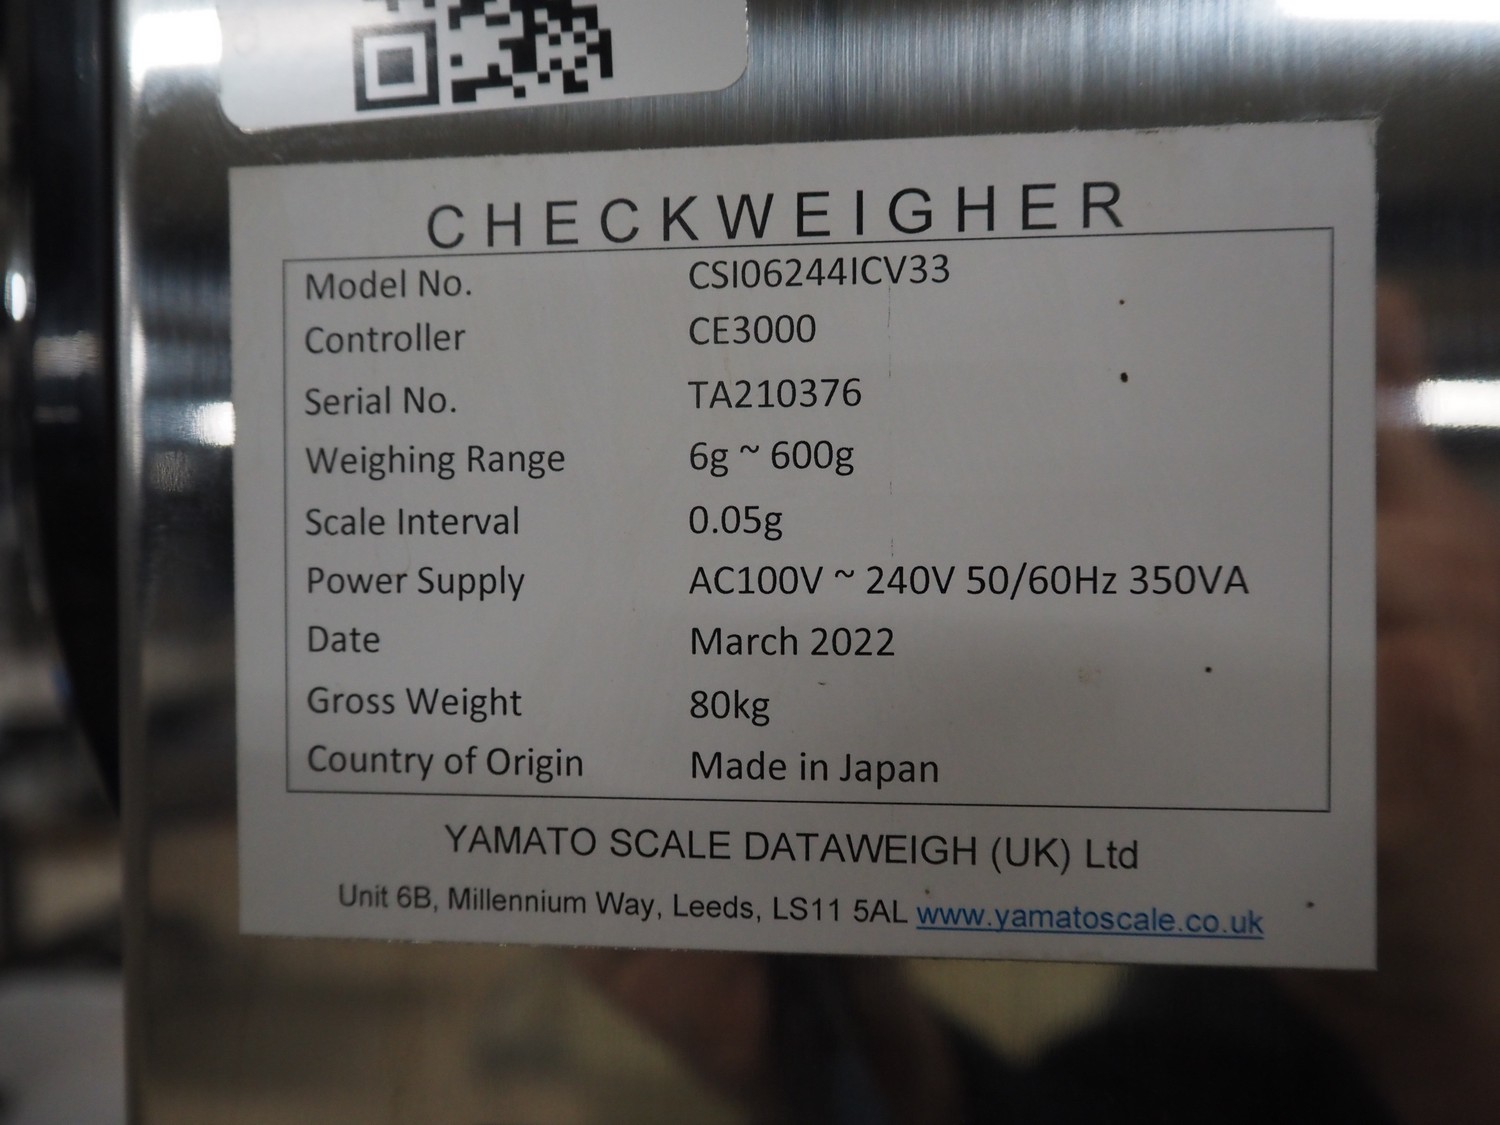 CHECKWEIGHER
Model No. CSI06244ICV33
Controller CE3000
Serial No. TA210376
Weighing Range 6g ~ 600g
Scale Interval 0.05g
Power Supply AC100V ~ 240V 50/60Hz 350VA
Date March 2022
Gross Weight 80kg
Country of Origin Made in Japan
YAMATO SCALE DATAWEIGH (UK) Ltd
Unit 6B, Millennium Way, Leeds, LS11 5AL www.yamatoscale.co.uk